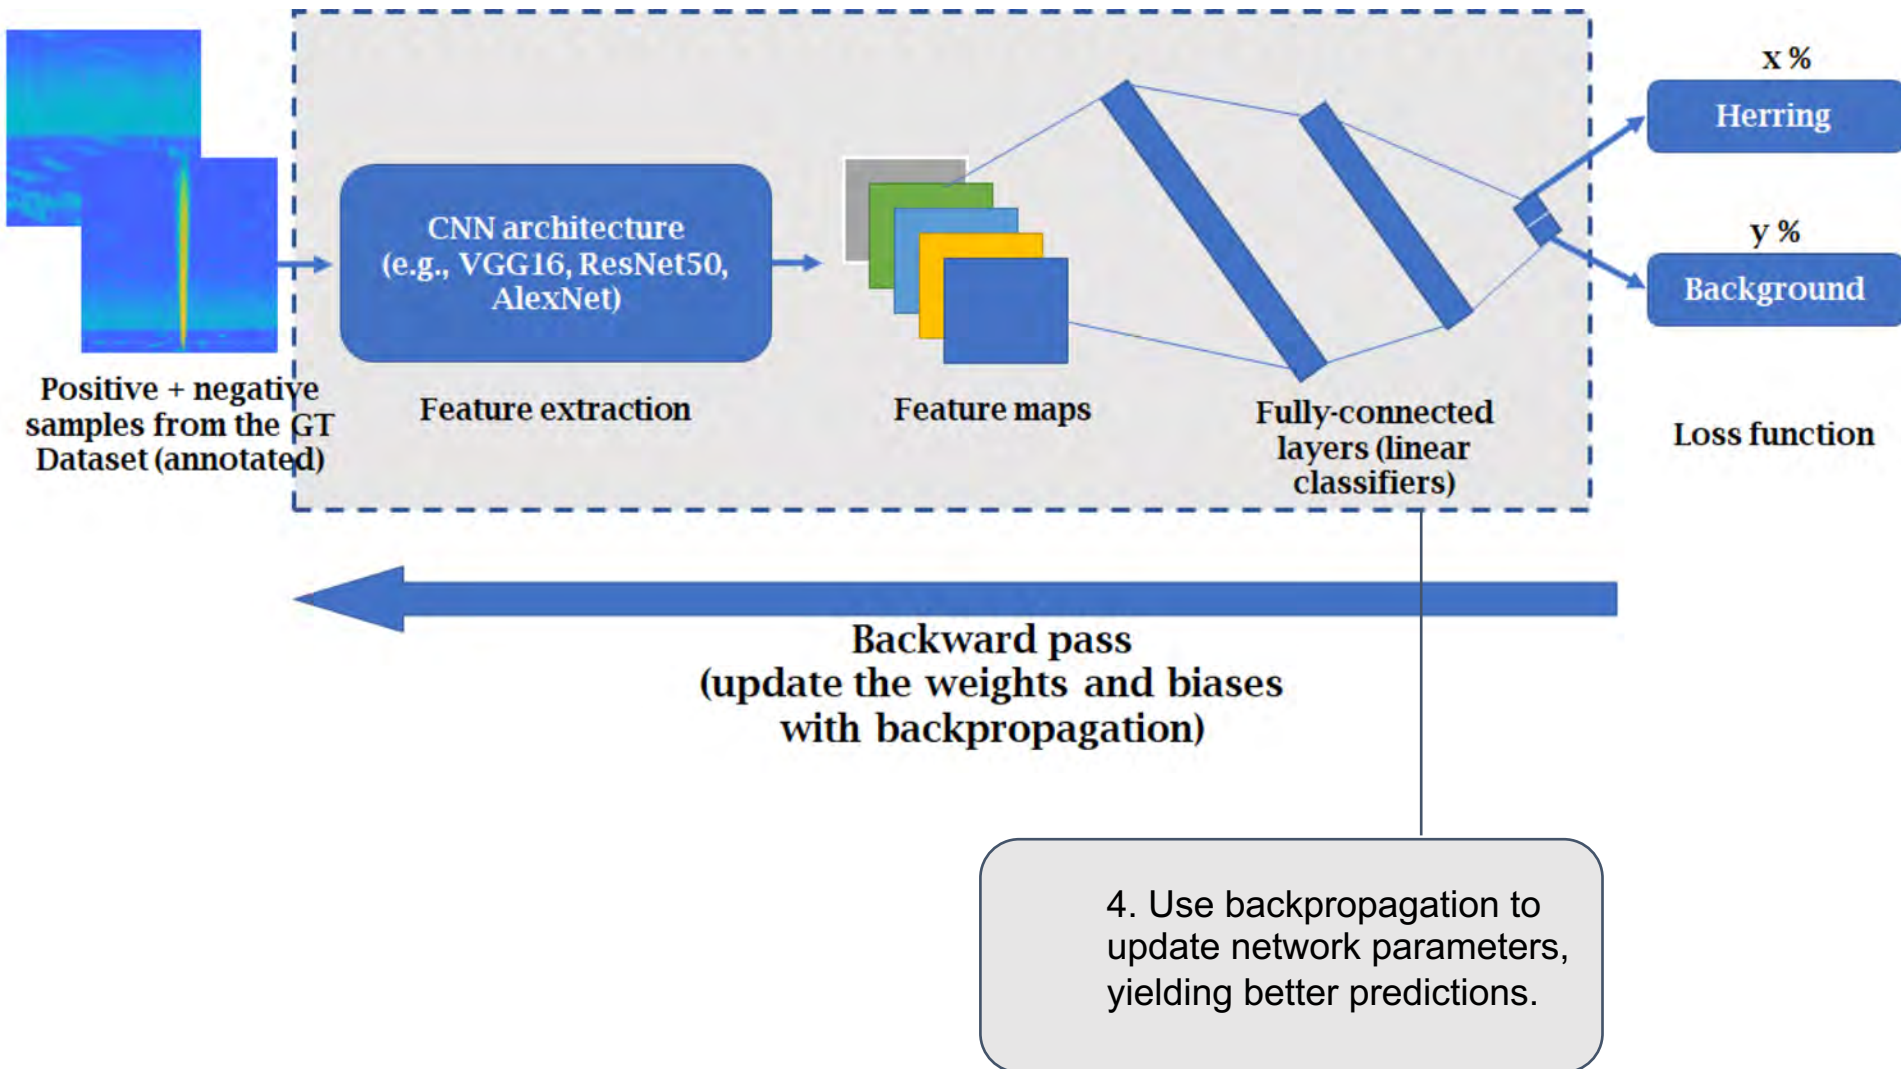 x %
Herring
y %
Background
CNN architecture
(e.g., VGG16, ResNet50,
AlexNet)
Positive + negative
samples from the GT
Dataset (annotated)
Feature extraction
Feature maps
Fully-connected
layers (linear
classifiers)
Loss function
Backward pass
(update the weights and biases
with backpropagation)
4. Use backpropagation to
update network parameters,
yielding better predictions.